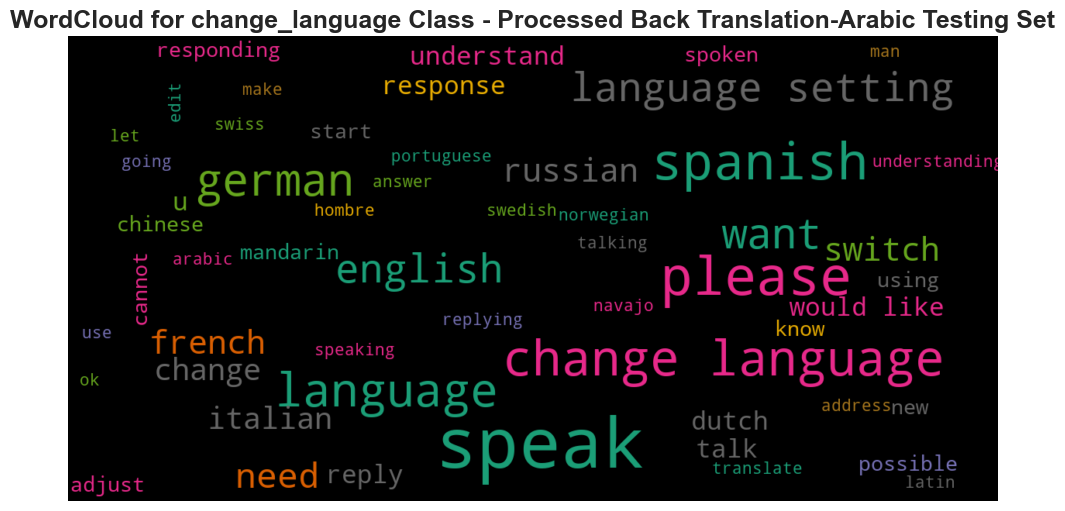 WordCloud for change_language Class - Processed Back Translation-Arabic Testing Set
responding
understand
spoken
man
response
language setting
edit
make
swiss
start
let
going
portuguese
russian
spanish
understanding
german
answer
u
hombre
swedish
norwegian
chinese
want
switch
talking
mandarin
arabic
cannot
english
please
using
navajo
would like
use
replying
know
french
speaking
change
change language
ok
language
italian
address
new
dutch
speak
talk
translate
possible
need
reply
latin
adjust